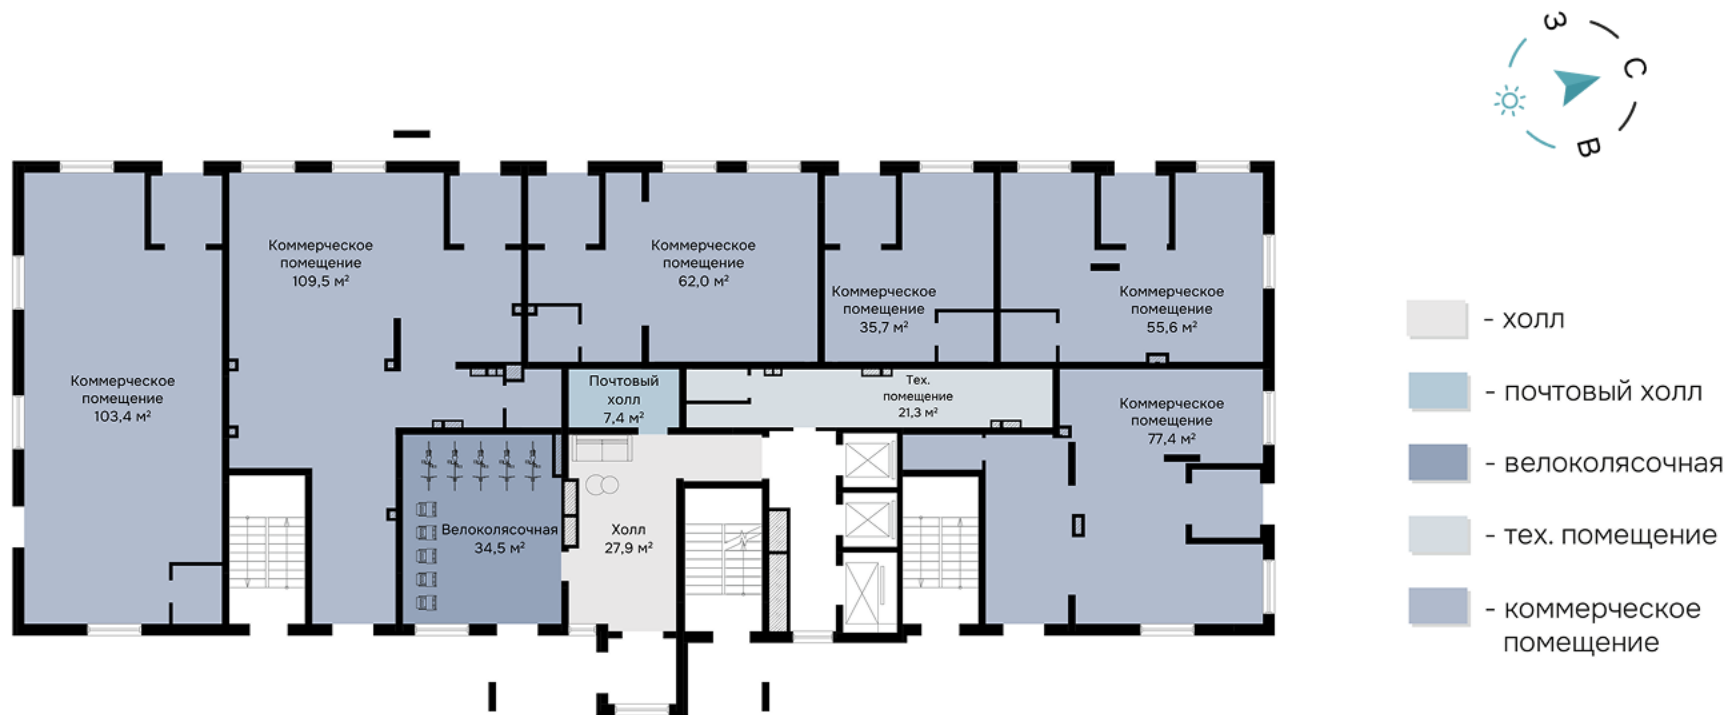 З
С
В
Коммерческое
помещение
103,4 м²
Коммерческое
помещение
109,5 м²
Коммерческое
помещение
62,0 м²
Коммерческое
помещение
35,7 м²
Коммерческое
помещение
55,6 м²
Почтовый
холл
7,4 м²
Тех.
помещение
21,3 м²
Коммерческое
помещение
77,4 м²
Велоколясочная
34,5 м²
Холл
27,9 м²
- холл
- почтовый холл
- велоколясочная
- тех. помещение
- коммерческое
помещение